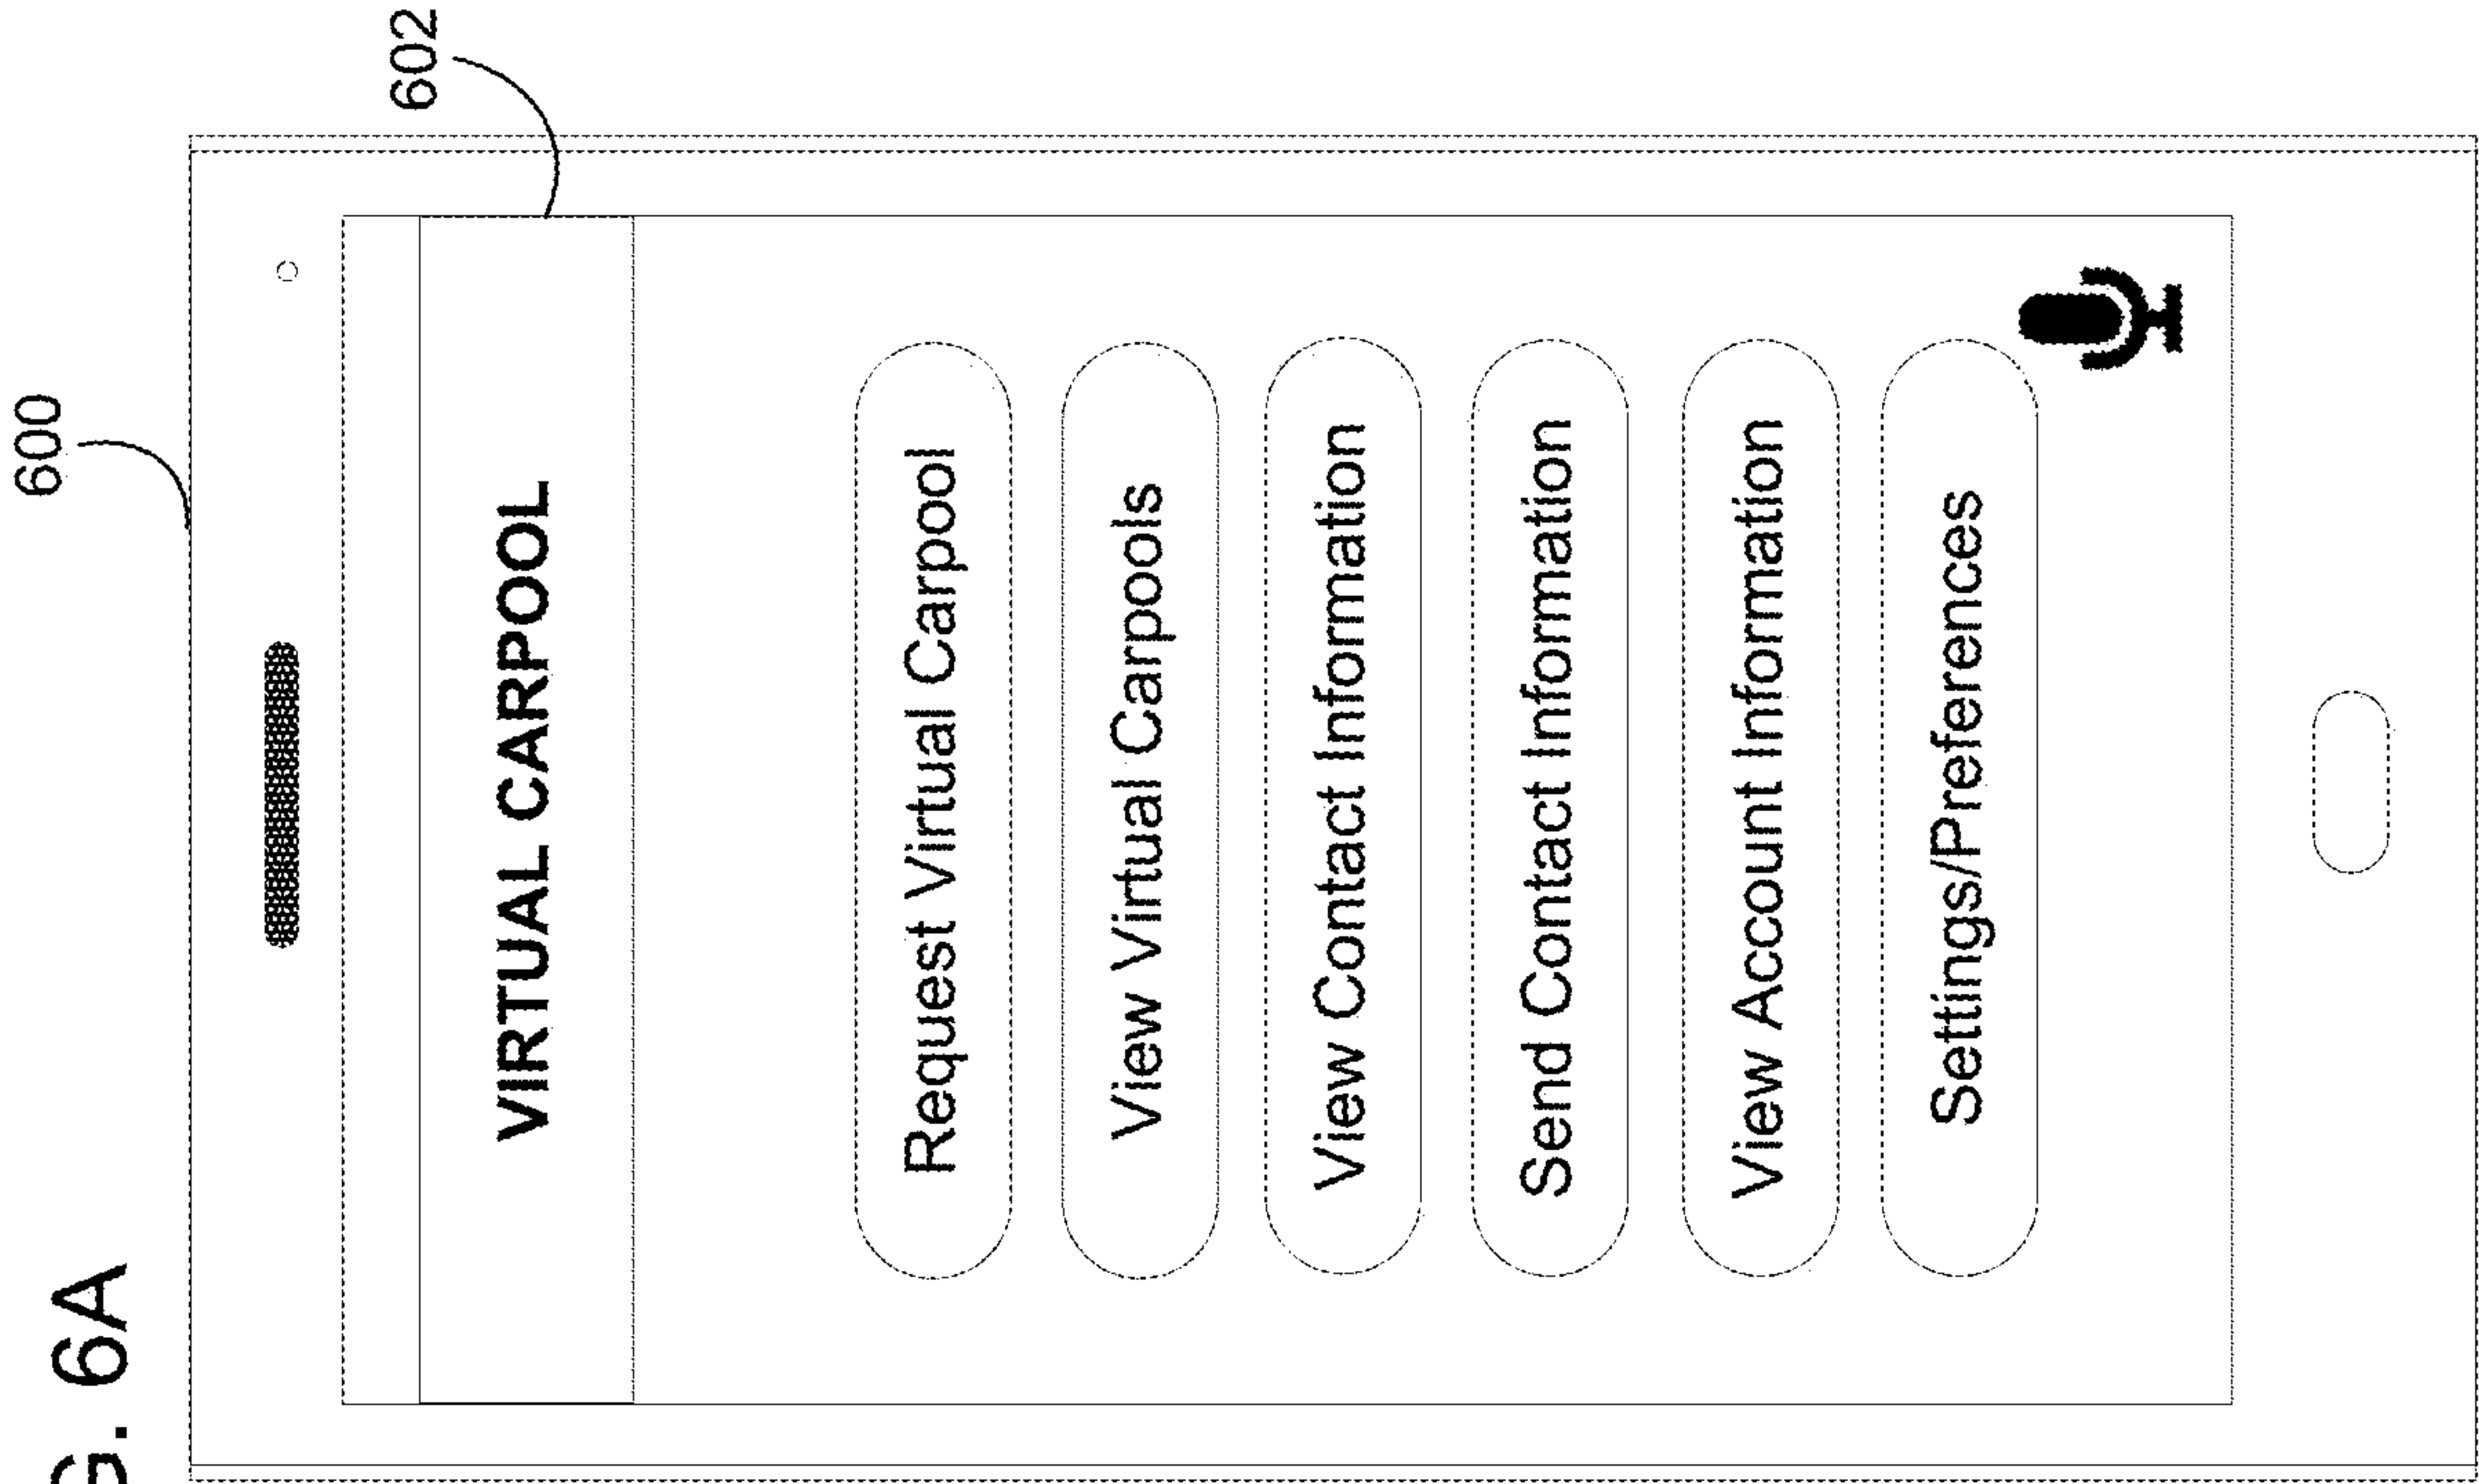 G. 6A
600
602
VIRTUAL CARPOOL
Request Virtual Carpool
View Virtual Carpools
View Contact Information
Send Contact Information
View Account Information
Settings/Preferences